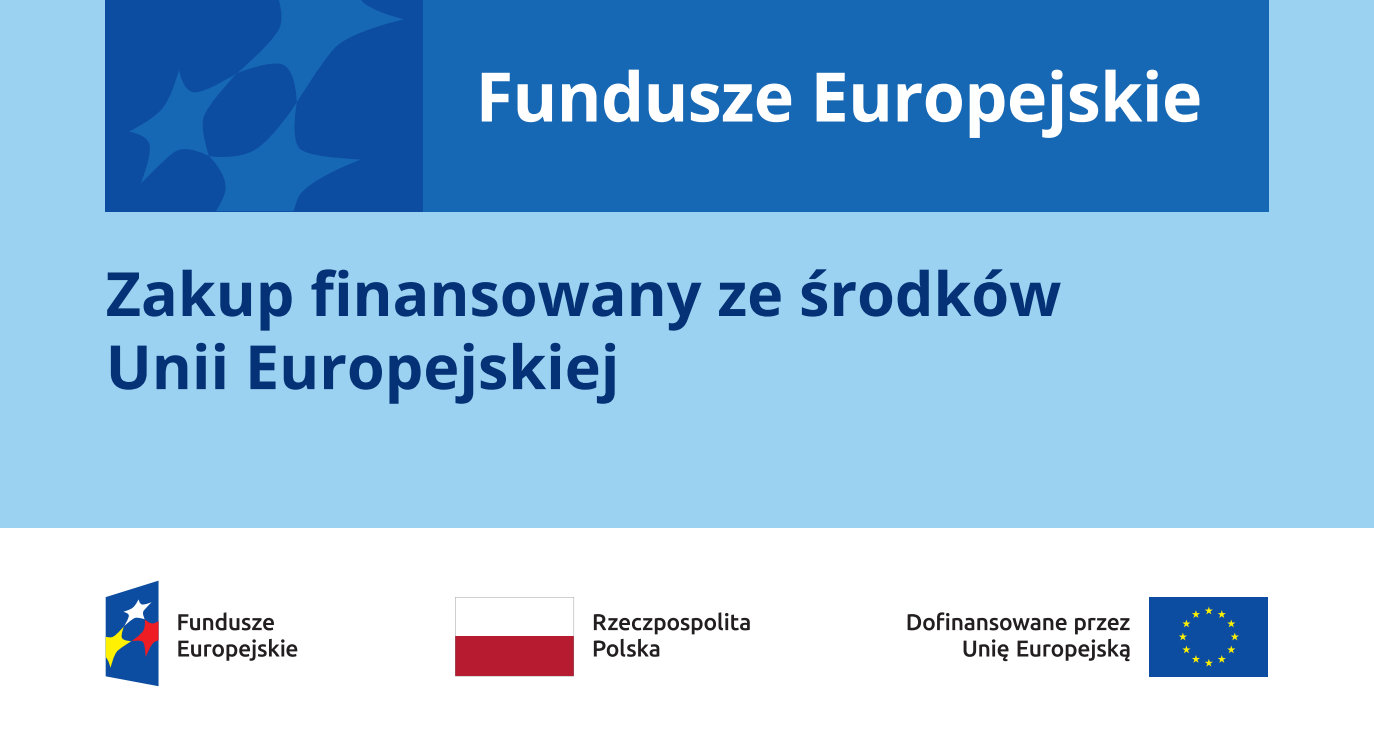 Fundusze Europejskie
Zakup finansowany ze środków
Unii Europejskiej
Fundusze
Europejskie
Rzeczpospolita
Polska
Dofinansowane przez
Unię Europejską